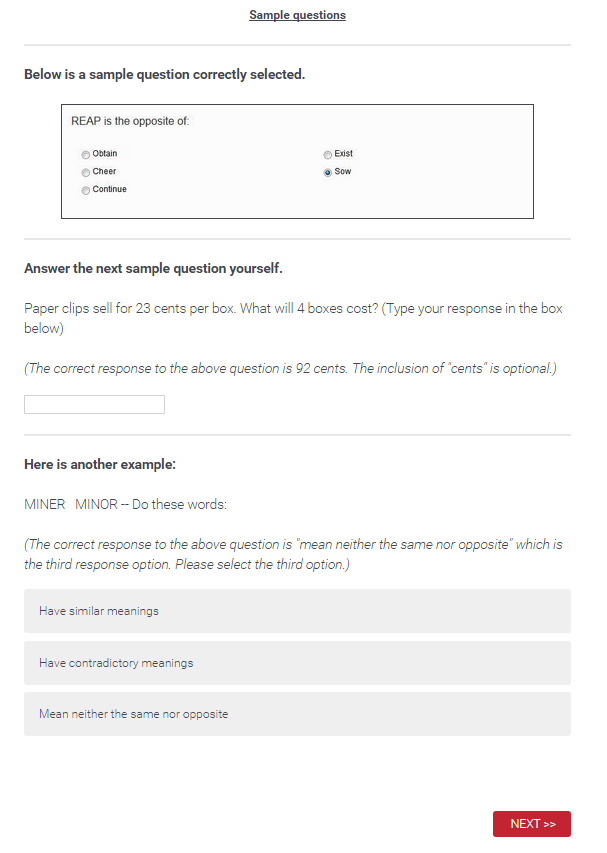 Sample questions
Below is a sample question correctly selected.
REAP is the opposite of:
Obtain
Exist
Cheer
Sow
Continue
Answer the next sample question yourself.
Paper clips sell for 23 cents per box. What will 4 boxes cost? (Type your response in the box
below)
(The correct response to the above question is 92 cents. The inclusion of "cents" is optional.)
Here is another example:
MINER MINOR -- Do these words:
(The correct response to the above question is "mean neither the same nor opposite" which is
the third response option. Please select the third option.)
Have similar meanings
Have contradictory meanings
Mean neither the same nor opposite
NEXT >>